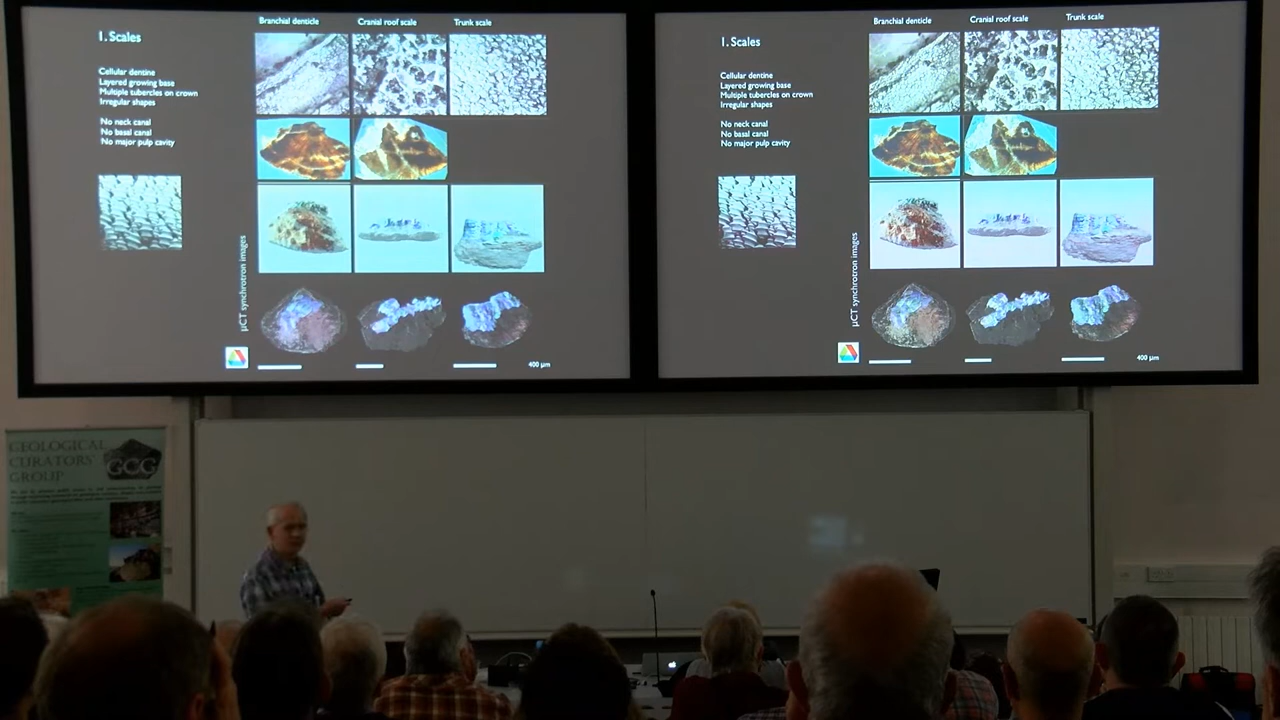 Branchial denticle Cranial roof scale Trunk scale
1. Scales
Cellular dentine
Layered growing base
Multiple tubercles on crown
Irregular shapes
No neck canal
No basal canal
No major pulp cavity
µCT synchrotron images
400 µm
Branchial denticle Cranial roof scale Trunk scale
1. Scales
Cellular dentine
Layered growing base
Multiple tubercles on crown
Irregular shapes
No neck canal
No basal canal
No major pulp cavity
µCT synchrotron images
400 µm
GEOLOGICAL
CURATORS'
GROUP
GCG